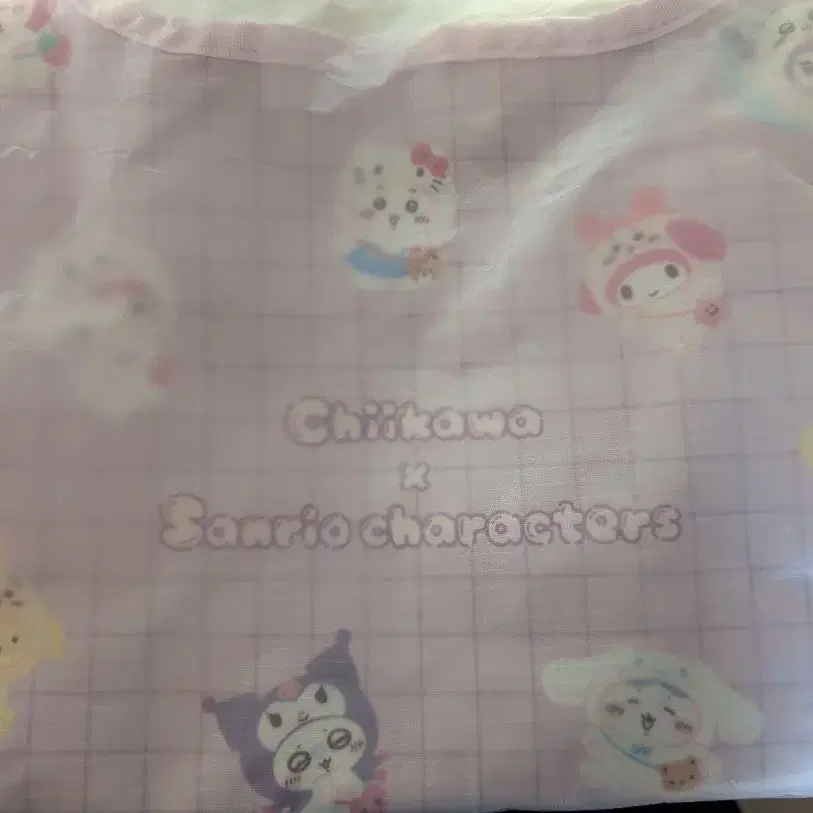 Chiikawa
x
Sanrio characters